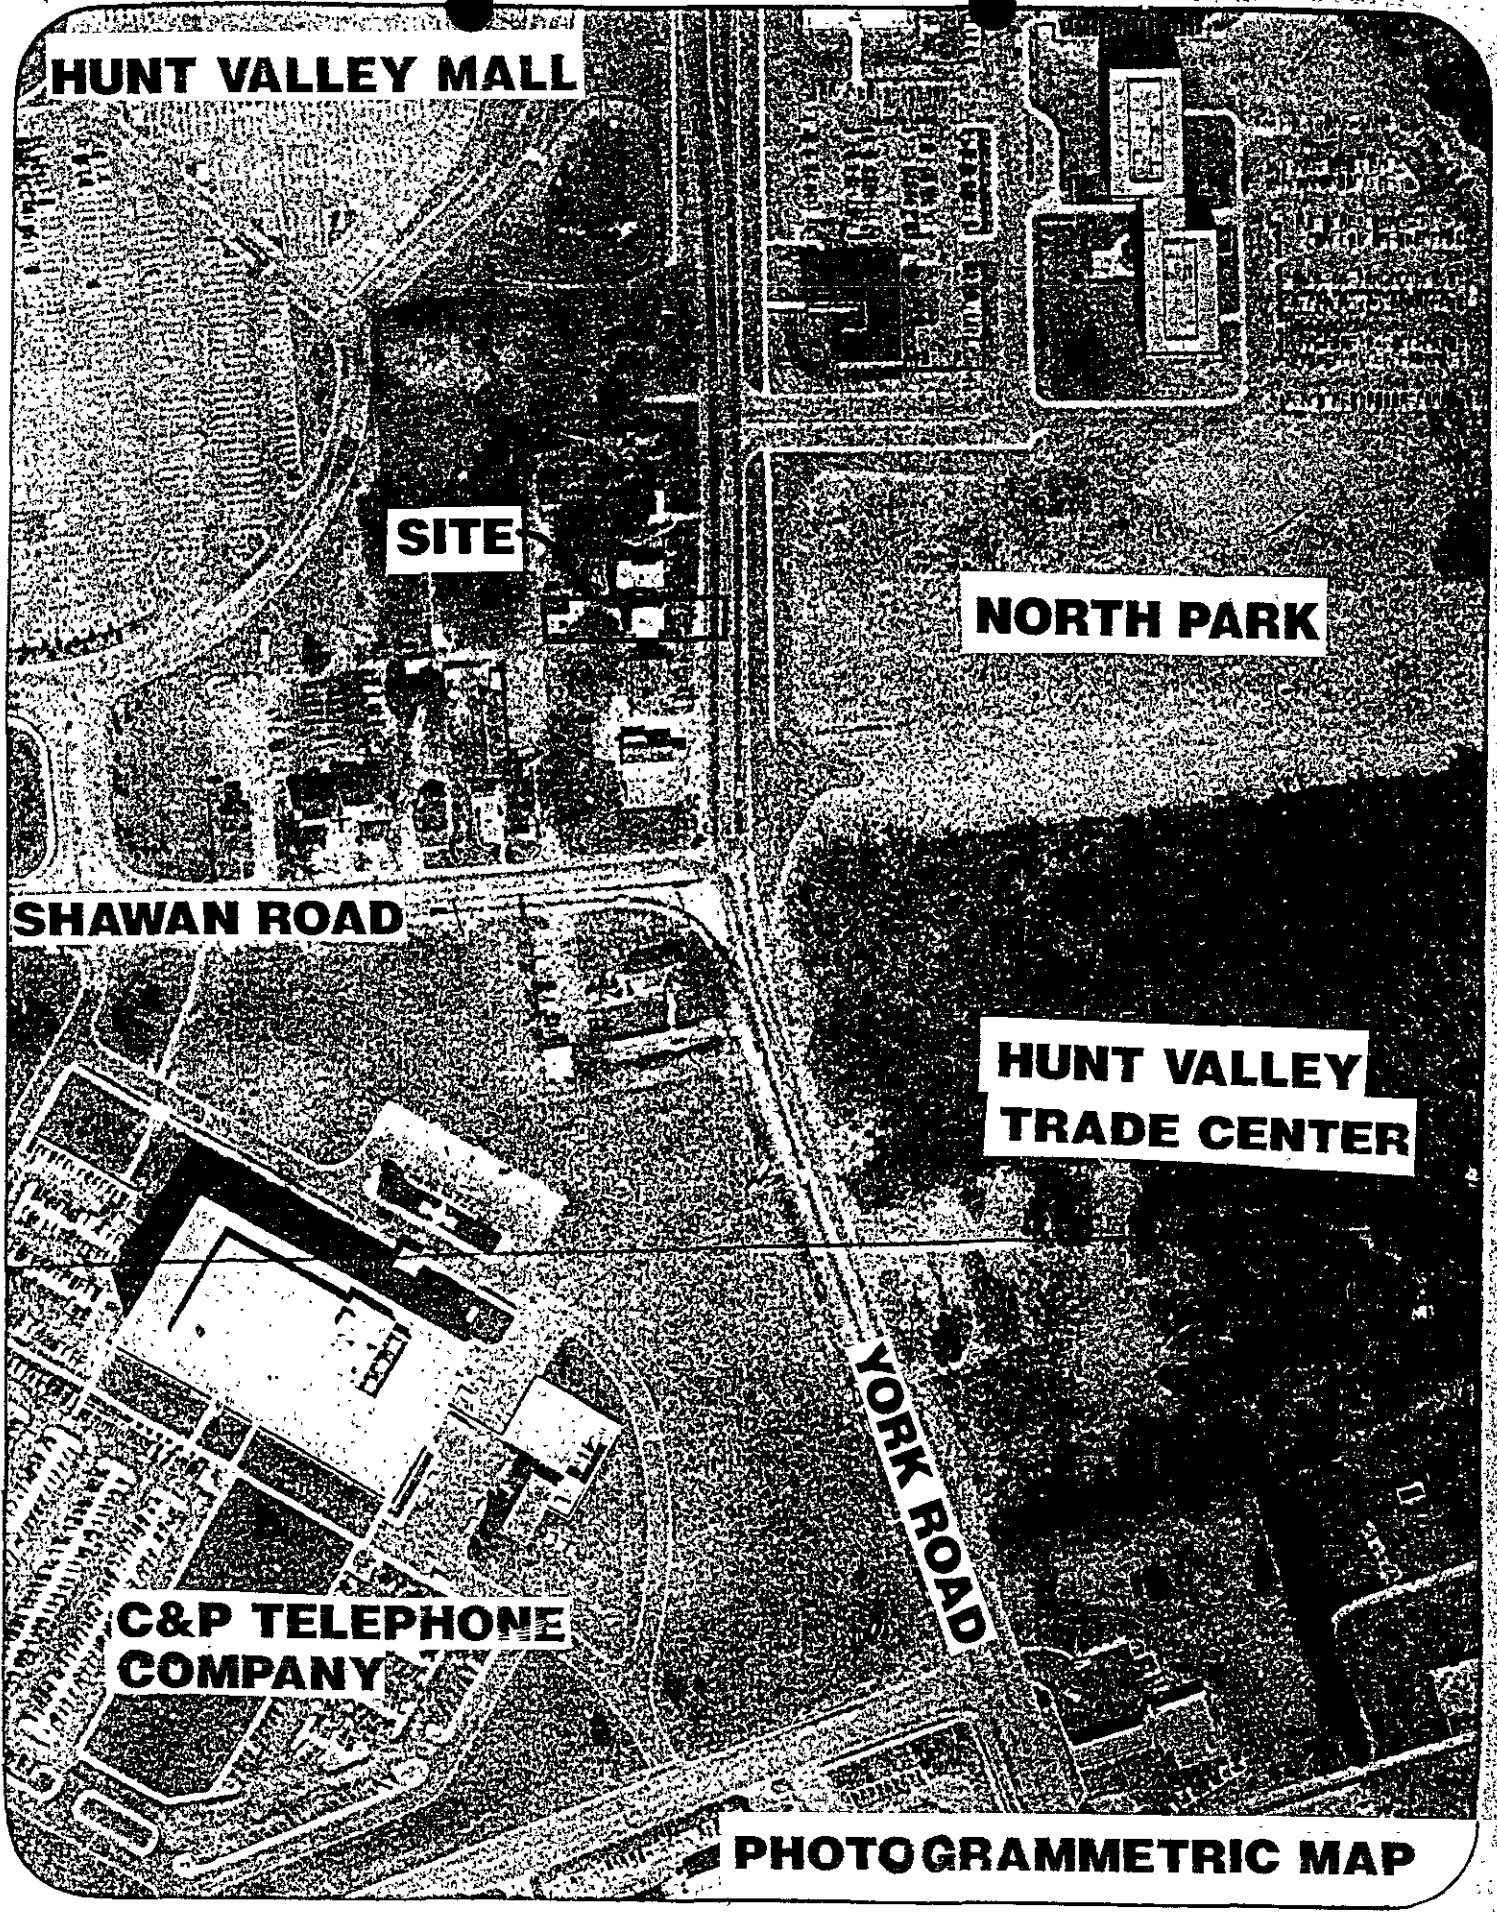 HUNT VALLEY MALL
SITE
NORTH PARK
SHAWAN ROAD
HUNT VALLEY
TRADE CENTER
YORK ROAD
C&P TELEPHONE
COMPANY
PHOTOGRAMMETRIC MAP